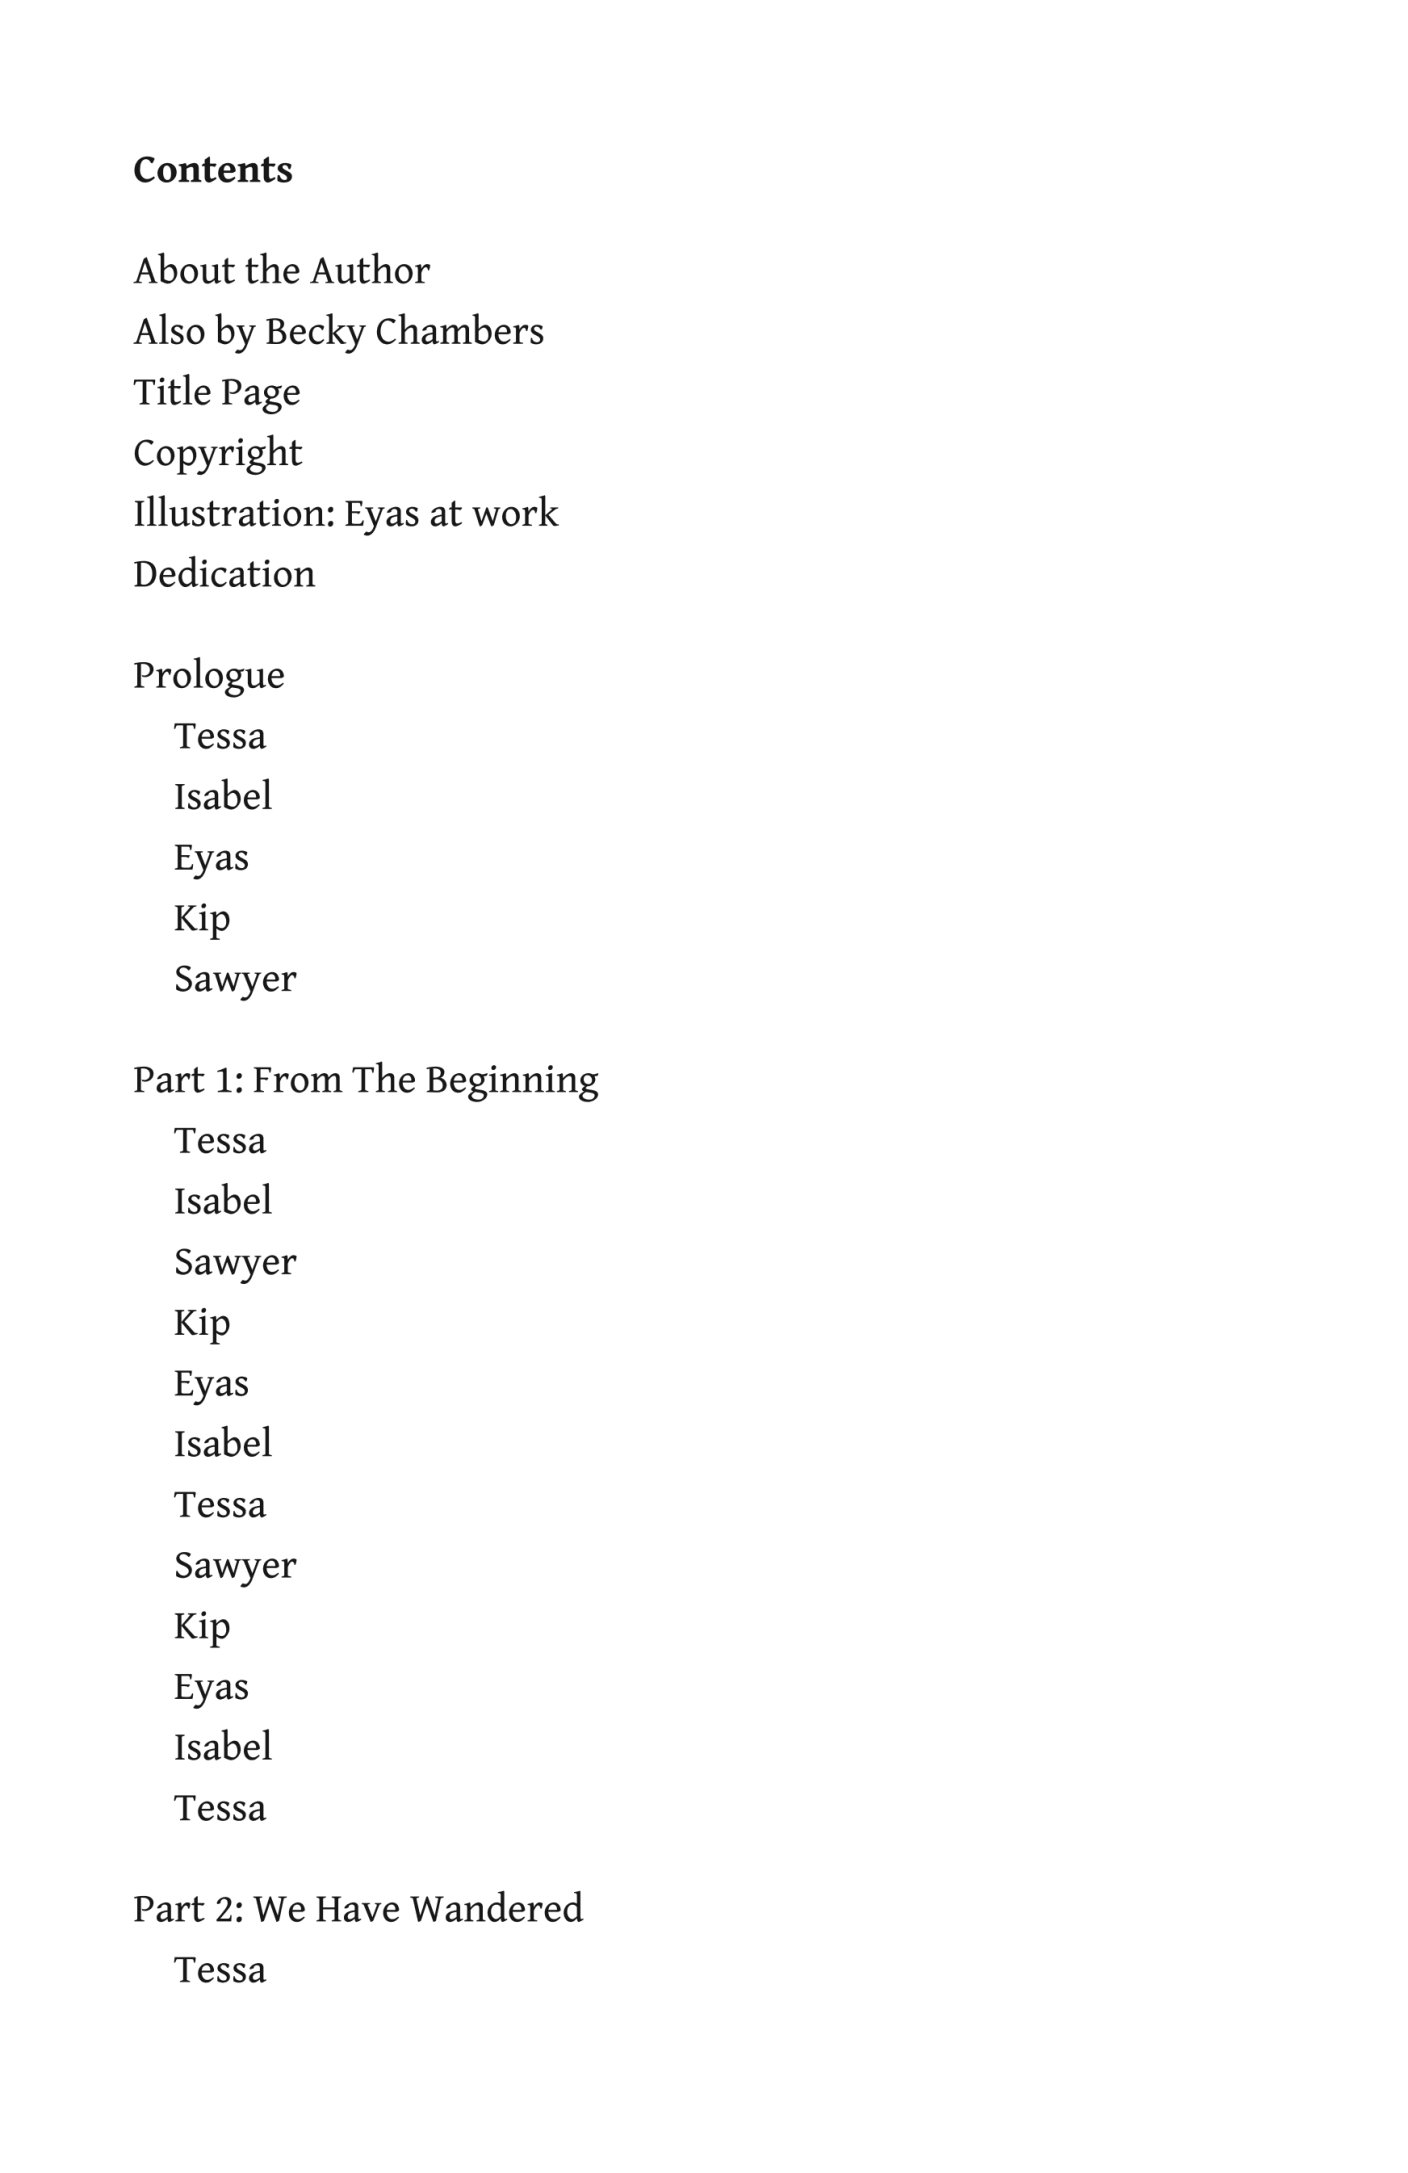 Contents
About the Author
Also by Becky Chambers
Title Page
Copyright
Illustration: Eyas at work
Dedication
Prologue
Tessa
Isabel
Eyas
Kip
Sawyer
Part 1: From The Beginning
Tessa
Isabel
Sawyer
Kip
Eyas
Isabel
Tessa
Sawyer
Kip
Eyas
Isabel
Tessa
Part 2: We Have Wandered
Tessa